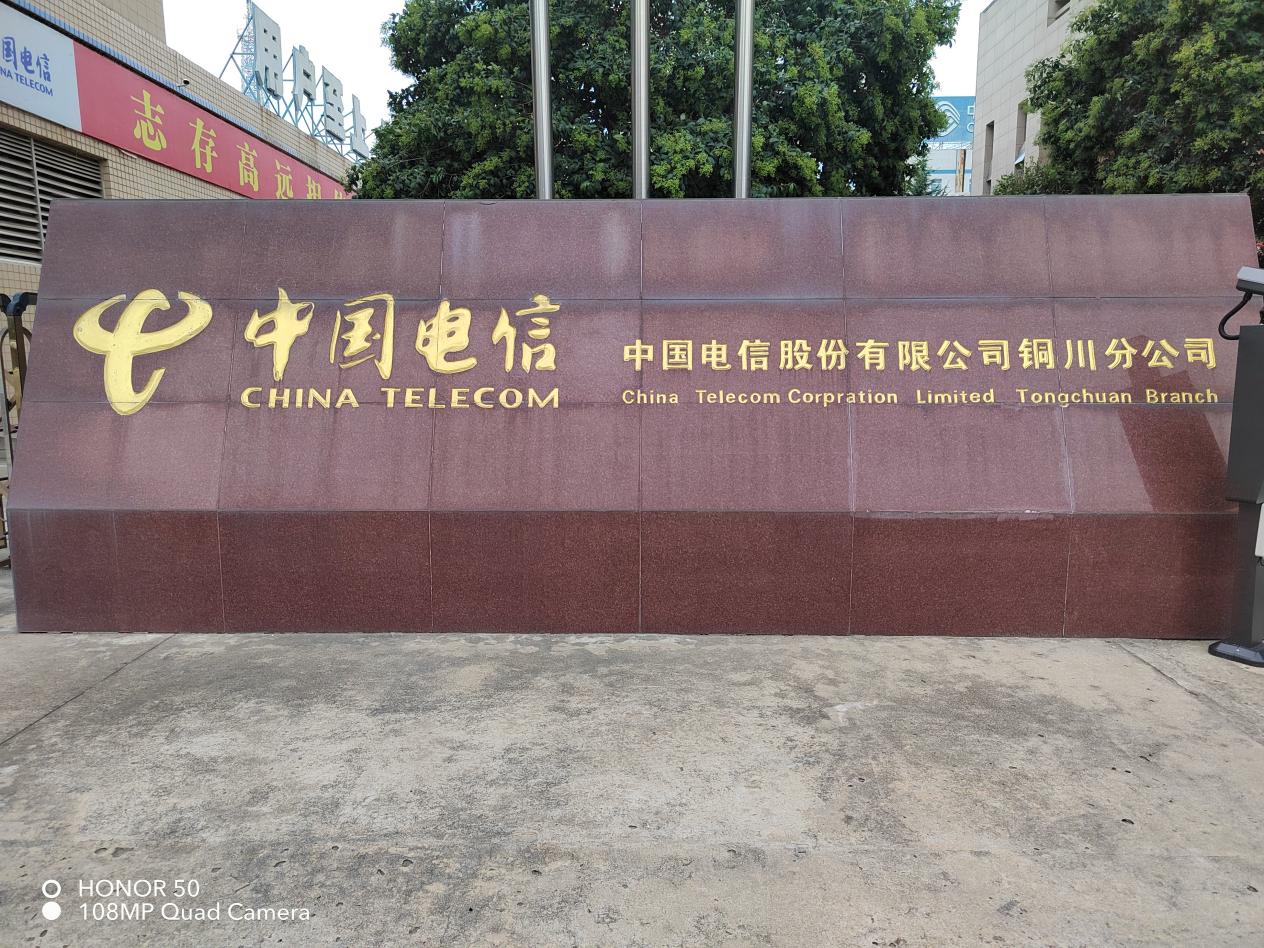 国电信
NA TELECOM
志存高远
中国电信
CHINA TELECOM
中国电信股份有限公司铜川分公司
China Telecom Corpration Limited Tongchuan Branch
HONOR 50
108MP Quad Camera